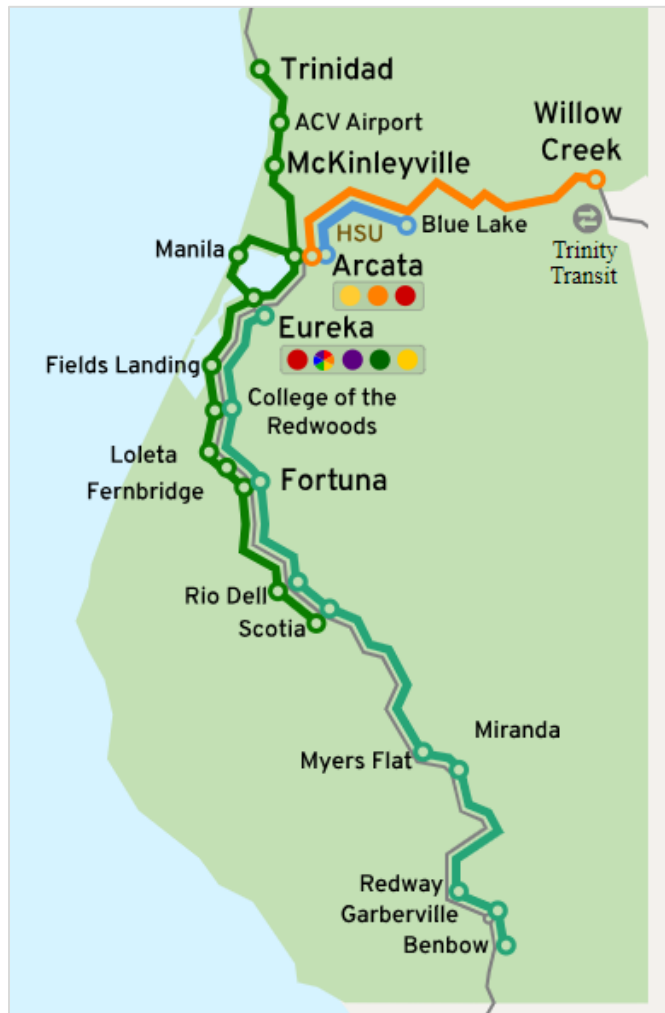 Trinidad
ACV Airport
McKinleyville
Willow
Creek
HSU
Blue Lake
Trinity
Transit
Manila
Arcata
Eureka
Fields Landing
College of the
Redwoods
Loleta
Fernbridge
Fortuna
Rio Dell
Scotia
Miranda
Myers Flat
Redway
Garberville
Benbow